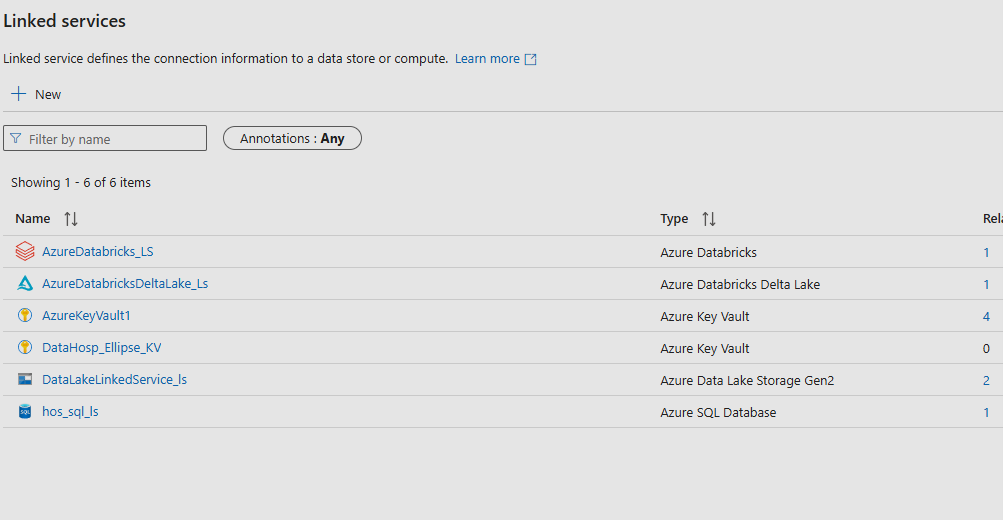 Linked services
Linked service defines the connection information to a data store or compute. Learn more
New
Filter by name
Annotations : Any
Showing 1 - 6 of 6 items
Name Type Rela
AzureDatabricks_LS Azure Databricks 1
AzureDatabricksDeltaLake_Ls Azure Databricks Delta Lake 1
AzureKeyVault1 Azure Key Vault 4
DataHosp_Ellipse_KV Azure Key Vault 0
DataLakeLinkedService_ls Azure Data Lake Storage Gen2 2
SQL hos_sql_ls Azure SQL Database 1